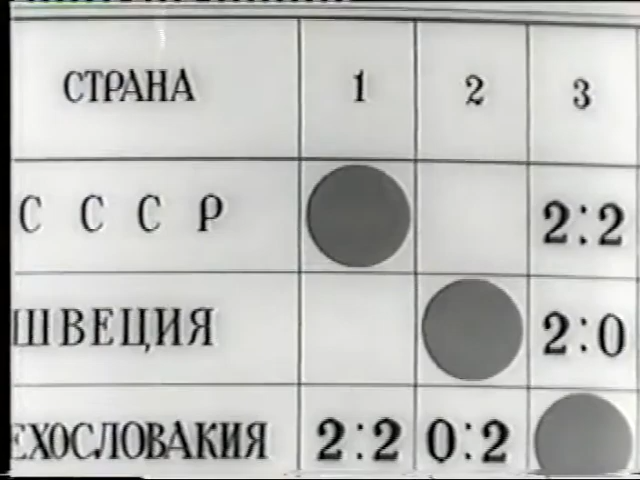 СТРАНА 1 2 3
С С С Р 2:2
ШВЕЦИЯ 2:0
ЕХОСЛОВАКИЯ 2:2 0:2